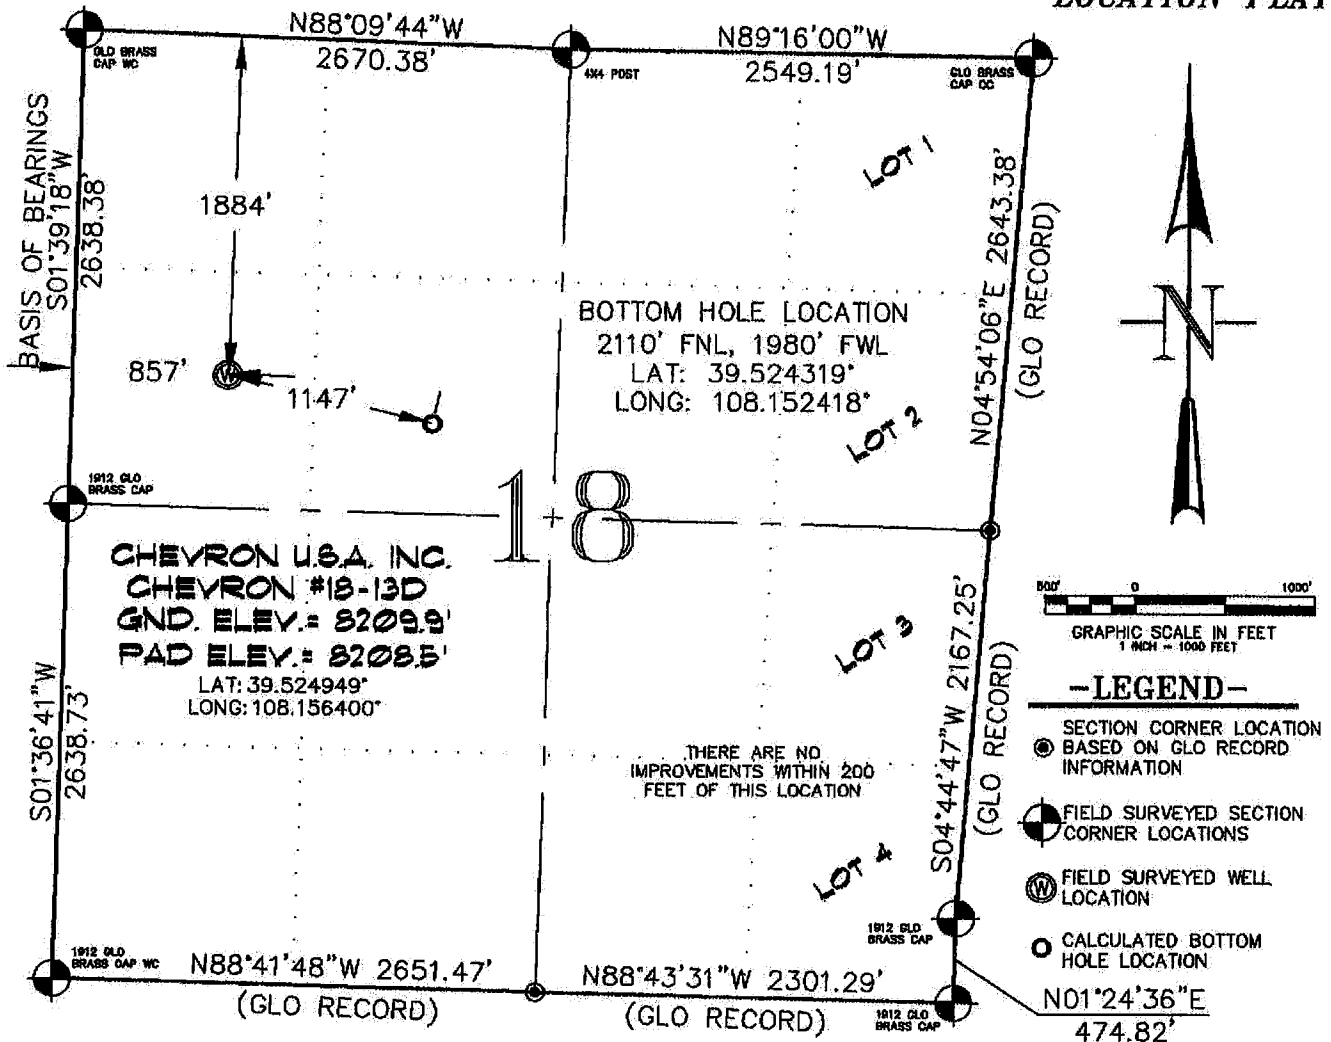 LOCATION PLAT
N88°09'44"W
2670.38'
N89°16'00"W
2549.19'
GLO BRASS
CAP WC
4X4 POST
GLO BRASS
CAP CC
BASIS OF BEARINGS
S01°39'18"W
2638.38'
1884'
LOT 1
N04°54'06"E 2643.38'
(GLO RECORD)
N
BOTTOM HOLE LOCATION
2110' FNL, 1980' FWL
LAT: 39.524319°
LONG: 108.152418°
857'
W
1147'
LOT 2
1912 GLO
BRASS CAP
18
CHEVRON U.S.A. INC.
CHEVRON #18-13D
GND. ELEV.= 8209.9'
PAD ELEV.= 8208.5'
LAT: 39.524949°
LONG: 108.156400°
S01°36'41"W
2638.73'
LOT 3
S04°44'47"W 2167.25'
(GLO RECORD)
THERE ARE NO
IMPROVEMENTS WITHIN 200
FEET OF THIS LOCATION
LOT 4
1912 GLO
BRASS CAP
1912 GLO
BRASS CAP WC
N88°41'48"W 2651.47'
(GLO RECORD)
N88°43'31"W 2301.29'
(GLO RECORD)
1912 GLO
BRASS CAP
N01°24'36"E
474.82'
500' 0 1000'
GRAPHIC SCALE IN FEET
1 INCH = 1000 FEET
-LEGEND-
SECTION CORNER LOCATION
BASED ON GLO RECORD
INFORMATION
FIELD SURVEYED SECTION
CORNER LOCATIONS
W
FIELD SURVEYED WELL
LOCATION
CALCULATED BOTTOM
HOLE LOCATION